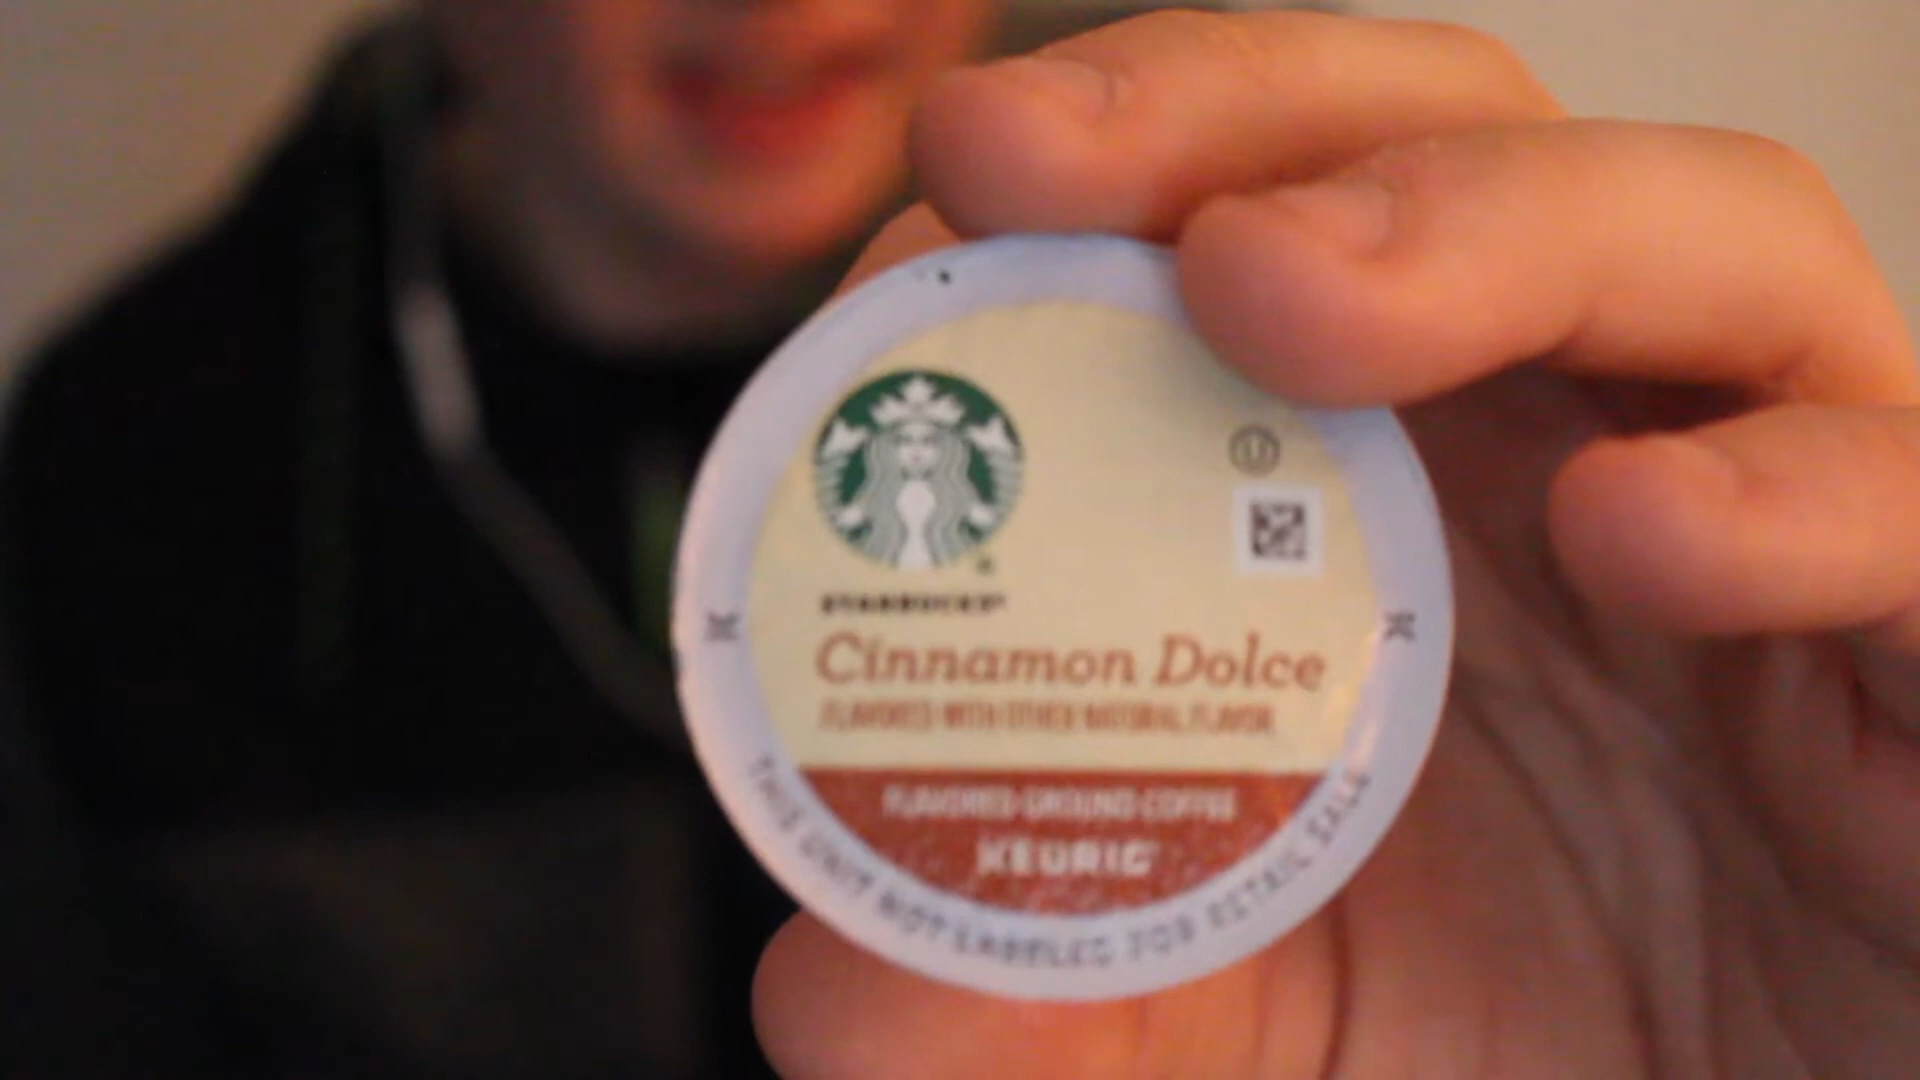 STARBUCKS®
Cinnamon Dolce
FLAVORED WITH OTHER NATURAL FLAVOR
FLAVORED GROUND COFFEE
KEURIG
THIS UNIT NOT LABELED FOR RETAIL SALE
U
K
K